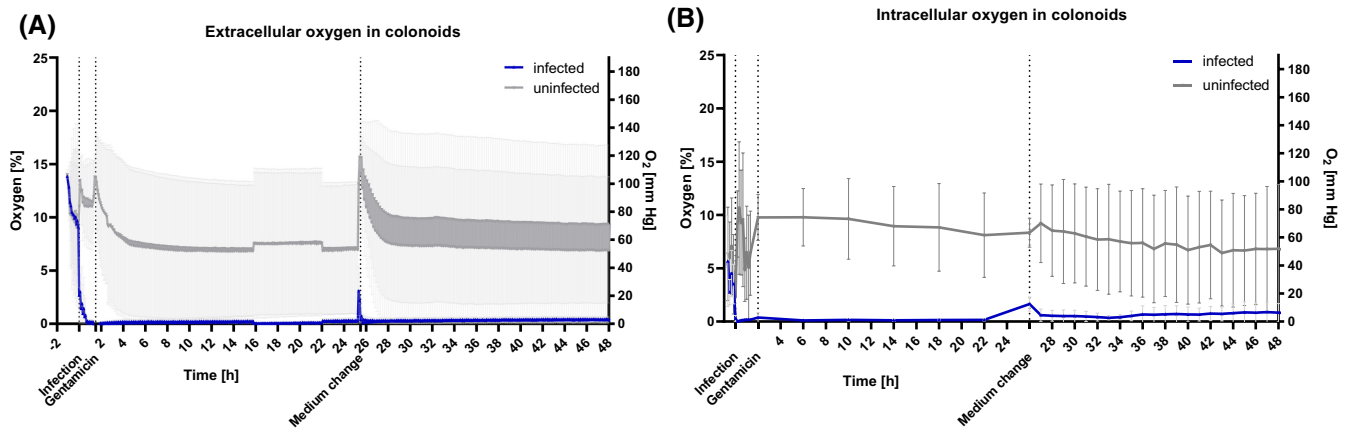 (A)
Extracellular oxygen in colonoids
25
20
15
10
5
0
Oxygen [%]
180
160
140
120
100
80
60
40
20
0
O2 [mm Hg]
infected
uninfected
-2 2 4 6 8 10 12 14 16 18 20 22 24 26 28 30 32 34 36 38 40 42 44 46 48
Infection
Gentamicin
Time [h]
Medium change
(B)
Intracellular oxygen in colonoids
25
20
15
10
5
0
Oxygen [%]
180
160
140
120
100
80
60
40
20
0
O2 [mm Hg]
infected
uninfected
4 6 8 10 12 14 16 18 20 22 24 28 30 32 34 36 38 40 42 44 46 48
Infection
Gentamicin
Time [h]
Medium change